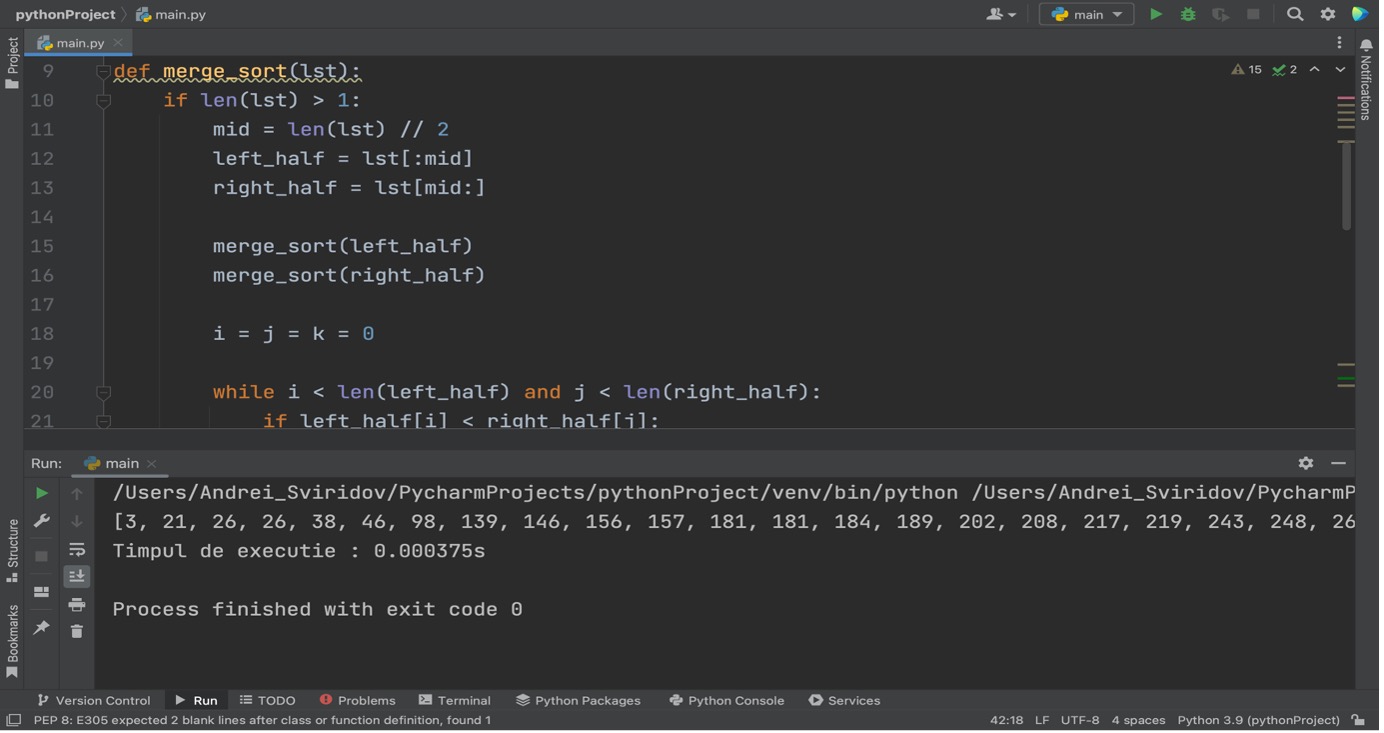 pythonProject main.py
main
main.py
Project
Notifications
15 2
9 def merge_sort(lst):
10 if len(lst) > 1:
11 mid = len(lst) // 2
12 left_half = lst[:mid]
13 right_half = lst[mid:]
14
15 merge_sort(left_half)
16 merge_sort(right_half)
17
18 i = j = k = 0
19
20 while i < len(left_half) and j < len(right_half):
21 if left_half[i] < right_half[j]:
Run: main
/Users/Andrei_Sviridov/PycharmProjects/pythonProject/venv/bin/python /Users/Andrei_Sviridov/PycharmP
[3, 21, 26, 26, 38, 46, 98, 139, 146, 156, 157, 181, 181, 184, 189, 202, 208, 217, 219, 243, 248, 26
Timpul de executie : 0.000375s
Process finished with exit code 0
Structure
Bookmarks
Version Control Run TODO Problems Terminal Python Packages Python Console Services
PEP 8: E305 expected 2 blank lines after class or function definition, found 1 42:18 LF UTF-8 4 spaces Python 3.9 (pythonProject)